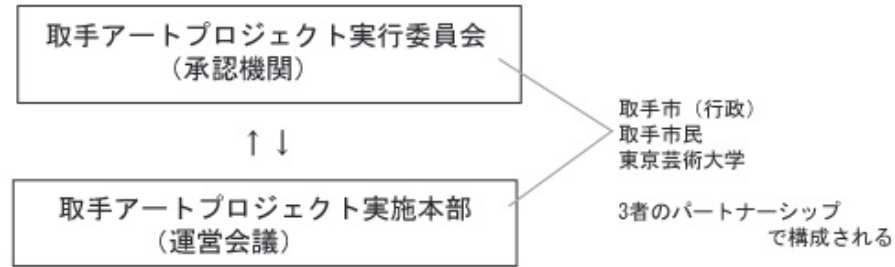 取手アートプロジェクト実行委員会
（承認機関）
↑↓
取手アートプロジェクト実施本部
（運営会議）
取手市（行政）
取手市民
東京芸術大学
3者のパートナーシップ
で構成される